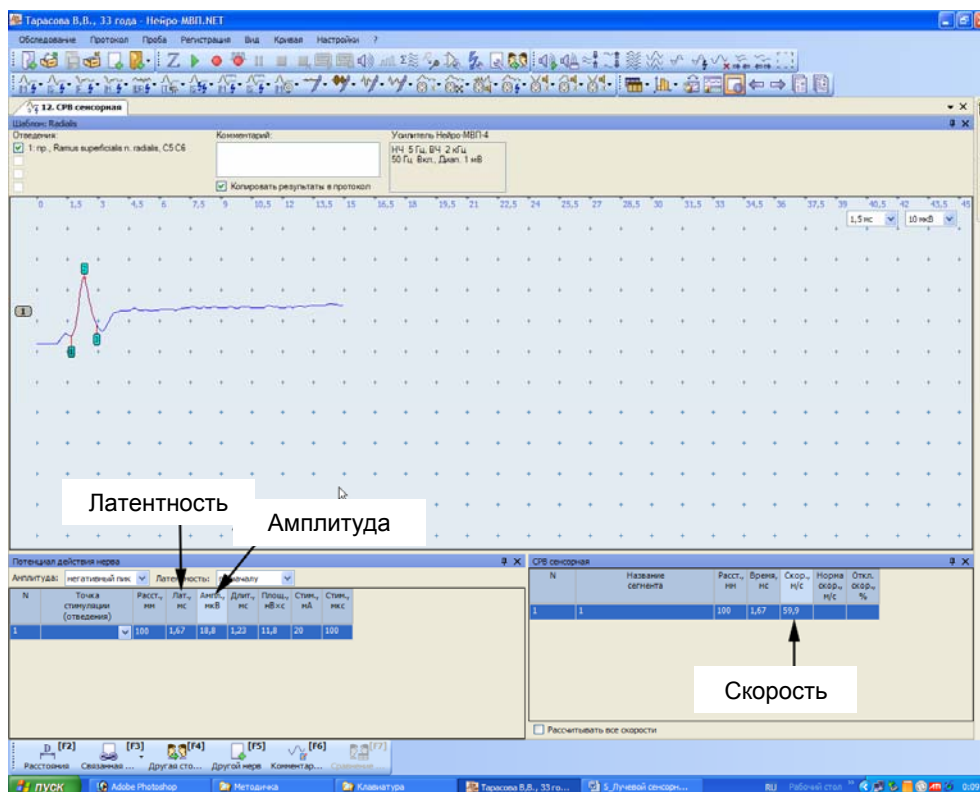 Тарасова В,В., 33 года - Нейро-МВП.NET
Обследование Протокол Проба Регистрация Вид Кривая Настройки ?
12. СРВ сенсорная
Шаблон: Radialis
Отведения: Комментарий: Усилитель Нейро-МВП-4
1: пр., Ramus superficialis n. radialis, C5 C6
НЧ 5 Гц, ВЧ 2 кГц
50 Гц Вкл., Диап. 1 мВ
Копировать результаты в протокол
0 1,5 3 4,5 6 7,5 9 10,5 12 13,5 15 16,5 18 19,5 21 22,5 24 25,5 27 28,5 30 31,5 33 34,5 36 37,5 39 40,5 42 43,5 45
1,5 мс 10 мкВ
1
Латентность
Амплитуда
Потенциал действия нерва
Амплитуда: негативный пик Латентность: по началу
N Точка стимуляции (отведения) Расст., мм Лат., мс Ампл., мкВ Длит., мс Площ., мВ×с Стим., мА Стим., мкс
1 100 1,67 18,8 1,23 11,8 20 100
СРВ сенсорная
N Название сегмента Расст., мм Время, мс Скор., м/с Норма скор., м/с Откл. скор., %
1 1 100 1,67 59,9
Скорость
Рассчитывать все скорости
[F2] [F3] [F4] [F5] [F6] [F7]
Расстояния Связанная ... Другая сто... Другой нерв Комментар... Сравнение ...
пуск Adobe Photoshop Методичка Клавиатура Тарасова В,В., 33 го... 5_Лучевой сенсорн... RU Рабочий стол 0:09